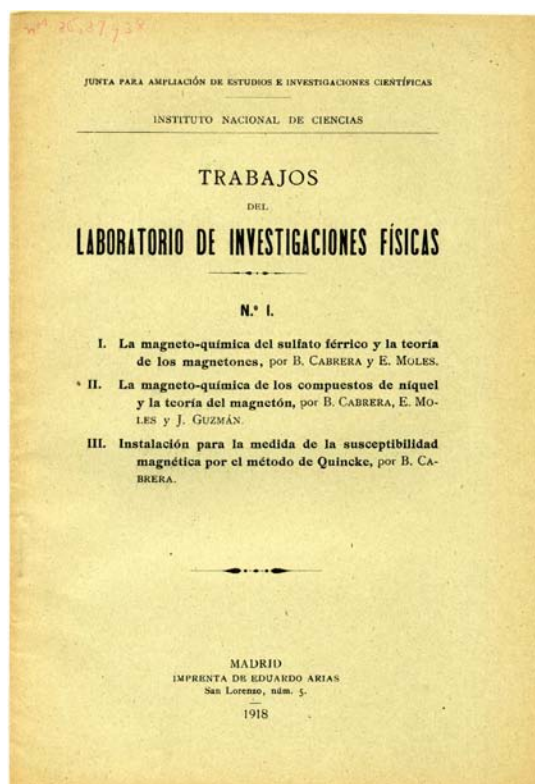 nos 36, 37 y 38
JUNTA PARA AMPLIACIÓN DE ESTUDIOS E INVESTIGACIONES CIENTÍFICAS
INSTITUTO NACIONAL DE CIENCIAS
TRABAJOS
DEL
LABORATORIO DE INVESTIGACIONES FÍSICAS
N.º I.
I. La magneto-química del sulfato férrico y la teoría
de los magnetones, por B. CABRERA y E. MOLES.
II. La magneto-química de los compuestos de níquel
y la teoría del magnetón, por B. CABRERA, E. MO-
LES y J. GUZMÁN.
III. Instalación para la medida de la susceptibilidad
magnética por el método de Quincke, por B. CA-
BRERA.
MADRID
IMPRENTA DE EDUARDO ARIAS
San Lorenzo, núm. 5.
1918